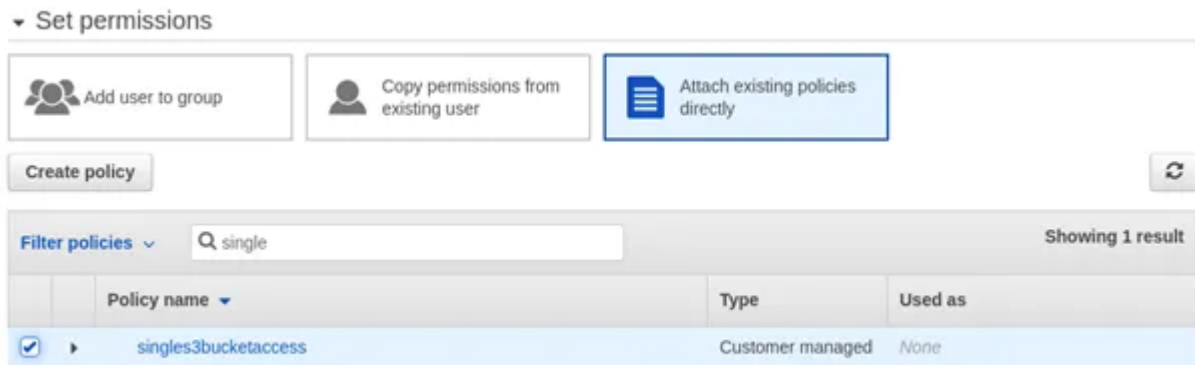 Set permissions
Add user to group
Copy permissions from
existing user
Attach existing policies
directly
Create policy
Filter policies
single
Showing 1 result
Policy name
Type
Used as
singles3bucketaccess
Customer managed
None